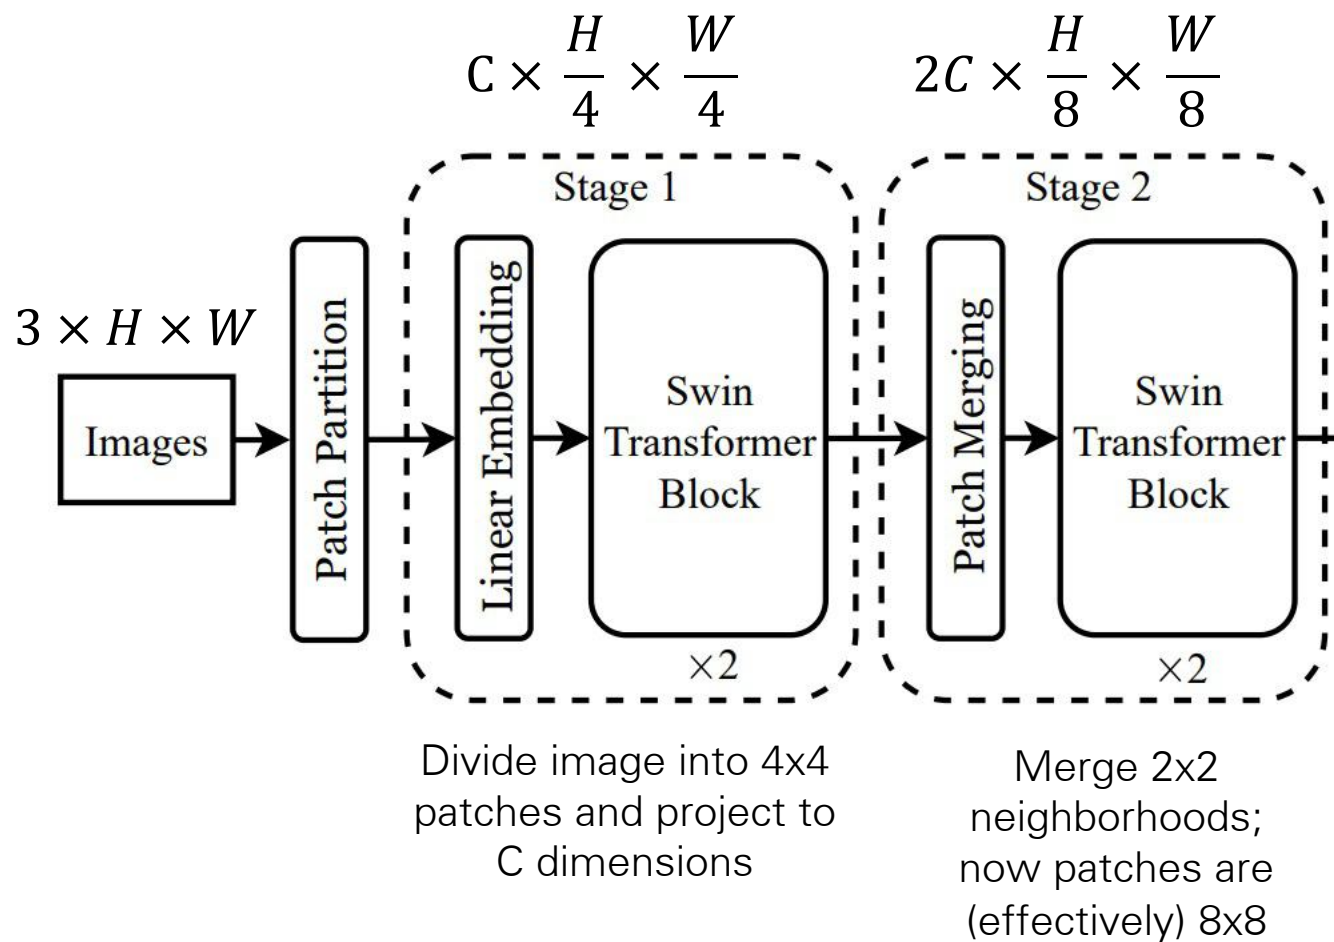 C × H/4 × W/4
2C × H/8 × W/8
Stage 1
Stage 2
3 × H × W
Images
Patch Partition
Linear Embedding
Swin
Transformer
Block
×2
Patch Merging
Swin
Transformer
Block
×2
Divide image into 4x4
patches and project to
C dimensions
Merge 2x2
neighborhoods;
now patches are
(effectively) 8x8